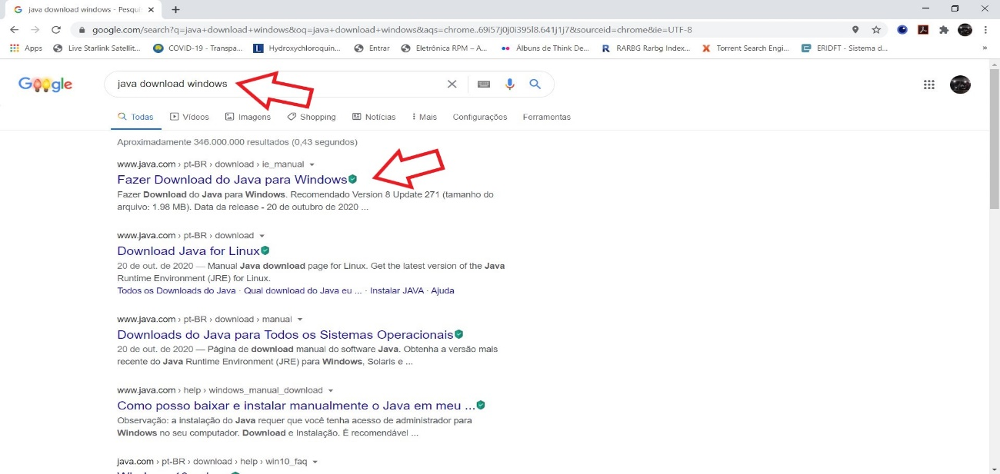 java download windows - Pesqui
google.com/search?q=java+download+windows&oq=java+download+windows&aqs=chrome..69i57j0j0i395l8.641j1j7&sourceid=chrome&ie=UTF-8
Apps Live Starlink Satellit... COVID-19 - Transpa... Hydroxychloroquin... Entrar Eletrônica RPM – A... Álbuns de Think De... RARBG Rarbg Index... Torrent Search Engi... ERIDFT - Sistema d... »
Google java download windows
Todas Vídeos Imagens Shopping Notícias Mais Configurações Ferramentas
Aproximadamente 346.000.000 resultados (0,43 segundos)
www.java.com › pt-BR › download › ie_manual
Fazer Download do Java para Windows
Fazer Download do Java para Windows. Recomendado Version 8 Update 271 (tamanho do
arquivo: 1.98 MB). Data da release - 20 de outubro de 2020 ...
www.java.com › pt-BR › download
Download Java for Linux
20 de out. de 2020 — Manual Java download page for Linux. Get the latest version of the Java
Runtime Environment (JRE) for Linux.
Todos os Downloads do Java · Qual download do Java eu ... · Instalar JAVA · Ajuda
www.java.com › pt-BR › download › manual
Downloads do Java para Todos os Sistemas Operacionais
20 de out. de 2020 — Página de download manual do software Java. Obtenha a versão mais
recente do Java Runtime Environment (JRE) para Windows, Solaris e ...
www.java.com › help › windows_manual_download
Como posso baixar e instalar manualmente o Java em meu ...
Observação: a instalação do Java requer que você tenha acesso de administrador para
Windows no seu computador. Download e instalação. É recomendável ...
java.com › pt-BR › download › help › win10_faq